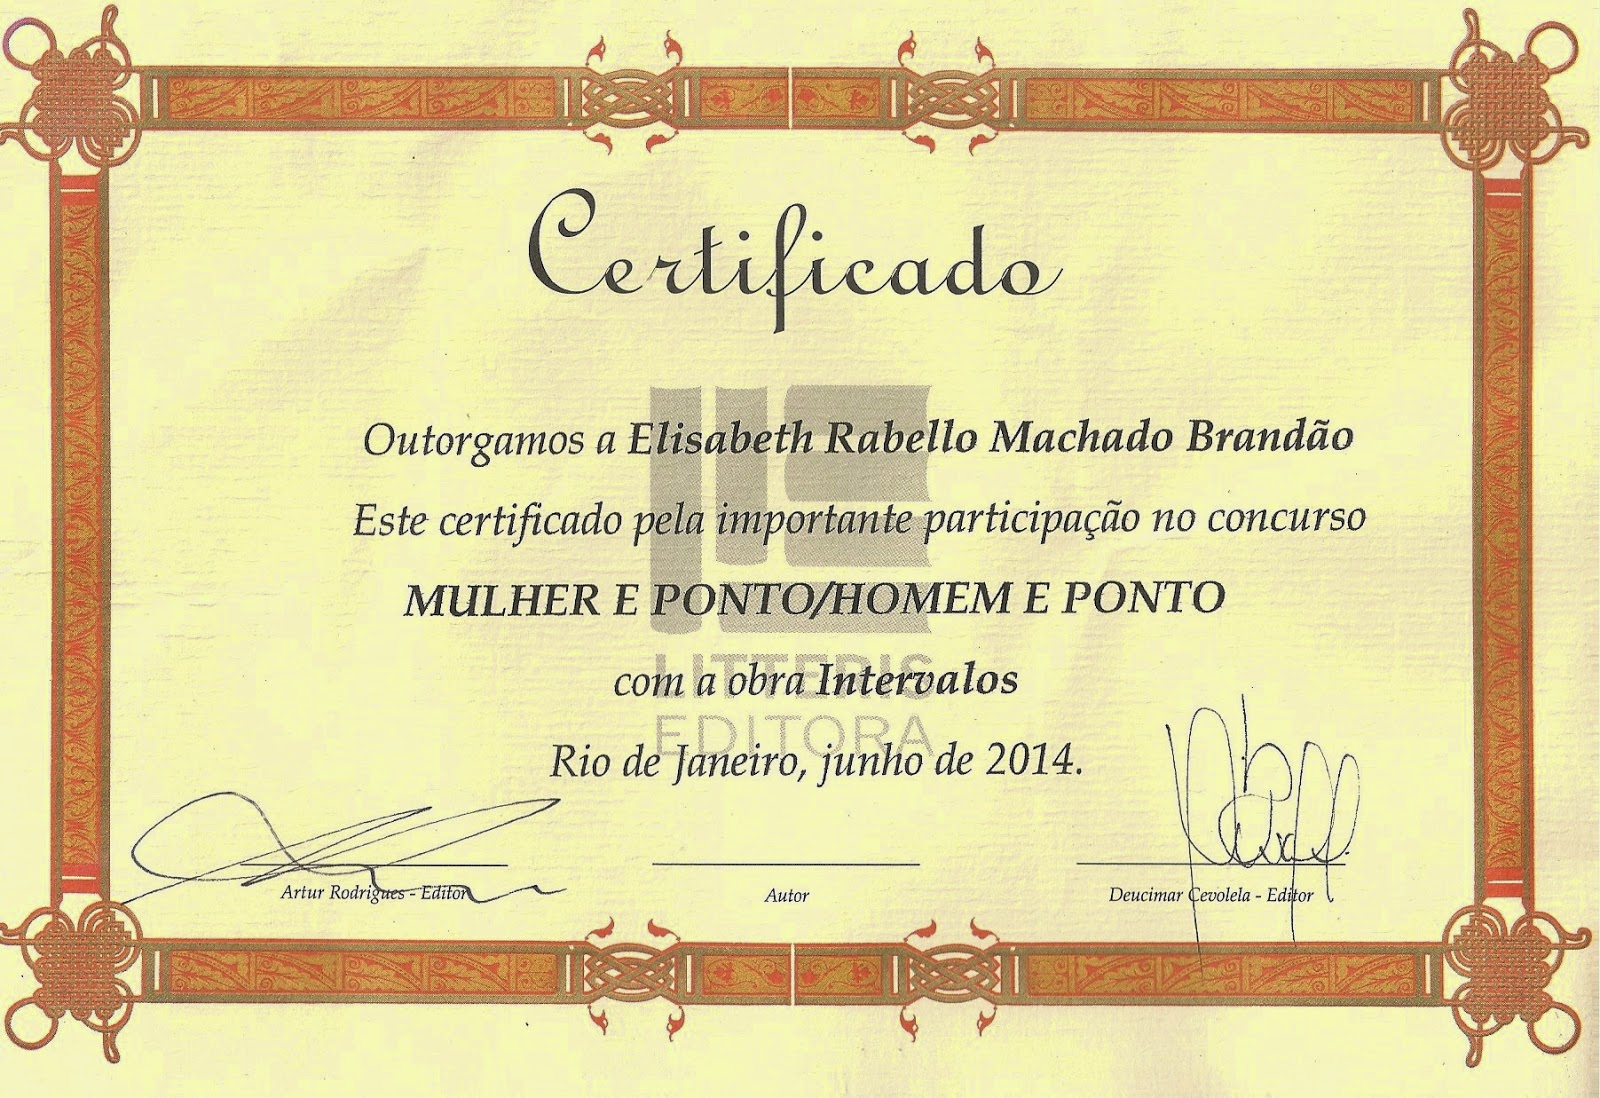 Certificado
Outorgamos a Elisabeth Rabello Machado Brandão
Este certificado pela importante participação no concurso
MULHER E PONTO/HOMEM E PONTO
com a obra Intervalos
LITTERIS
EDITORA
Rio de Janeiro, junho de 2014.
Artur Rodrigues - Editor
Autor
Deucimar Cevolela - Editor